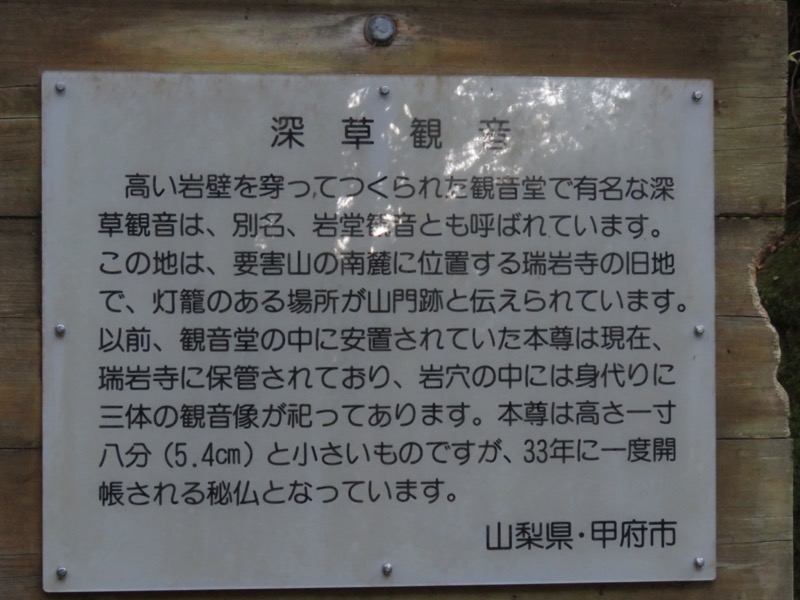 深草観音
高い岩壁を穿ってつくられた観音堂で有名な深
草観音は、別名、岩堂観音とも呼ばれています。
この地は、要害山の南麓に位置する瑞岩寺の旧地
で、灯籠のある場所が山門跡と伝えられています。
以前、観音堂の中に安置されていた本尊は現在、
瑞岩寺に保管されており、岩穴の中には身代りに
三体の観音像が祀ってあります。本尊は高さ一寸
八分（5.4cm）と小さいものですが、33年に一度開
帳される秘仏となっています。
山梨県・甲府市